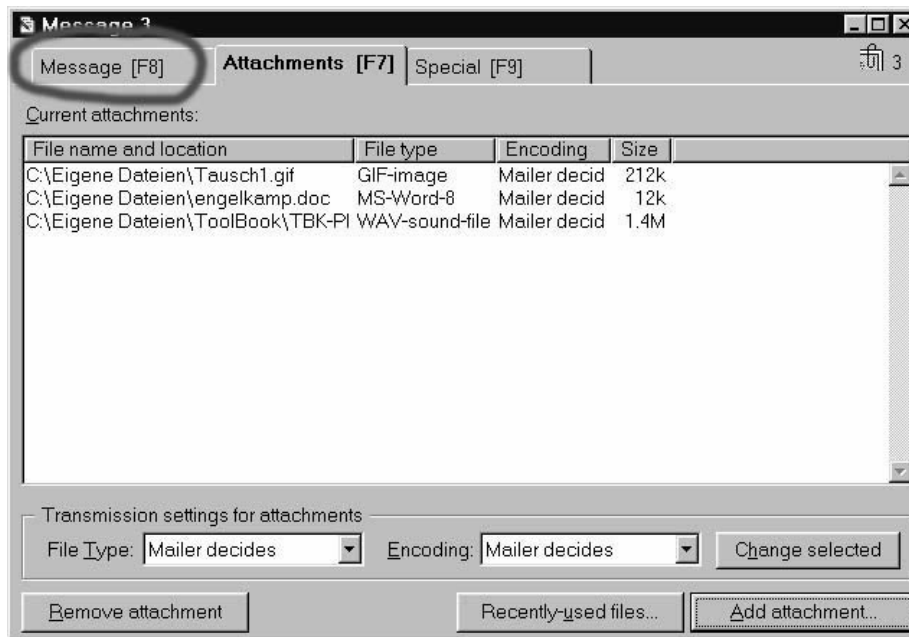 Message 3
Message [F8]
Attachments [F7]
Special [F9]
3
Current attachments:
File name and location File type Encoding Size
C:\Eigene Dateien\Tausch1.gif GIF-image Mailer decid 212k
C:\Eigene Dateien\engelkamp.doc MS-Word-8 Mailer decid 12k
C:\Eigene Dateien\ToolBook\TBK-Pl WAV-sound-file Mailer decid 1.4M
Transmission settings for attachments
File Type: Mailer decides Encoding: Mailer decides Change selected
Remove attachment Recently-used files... Add attachment...